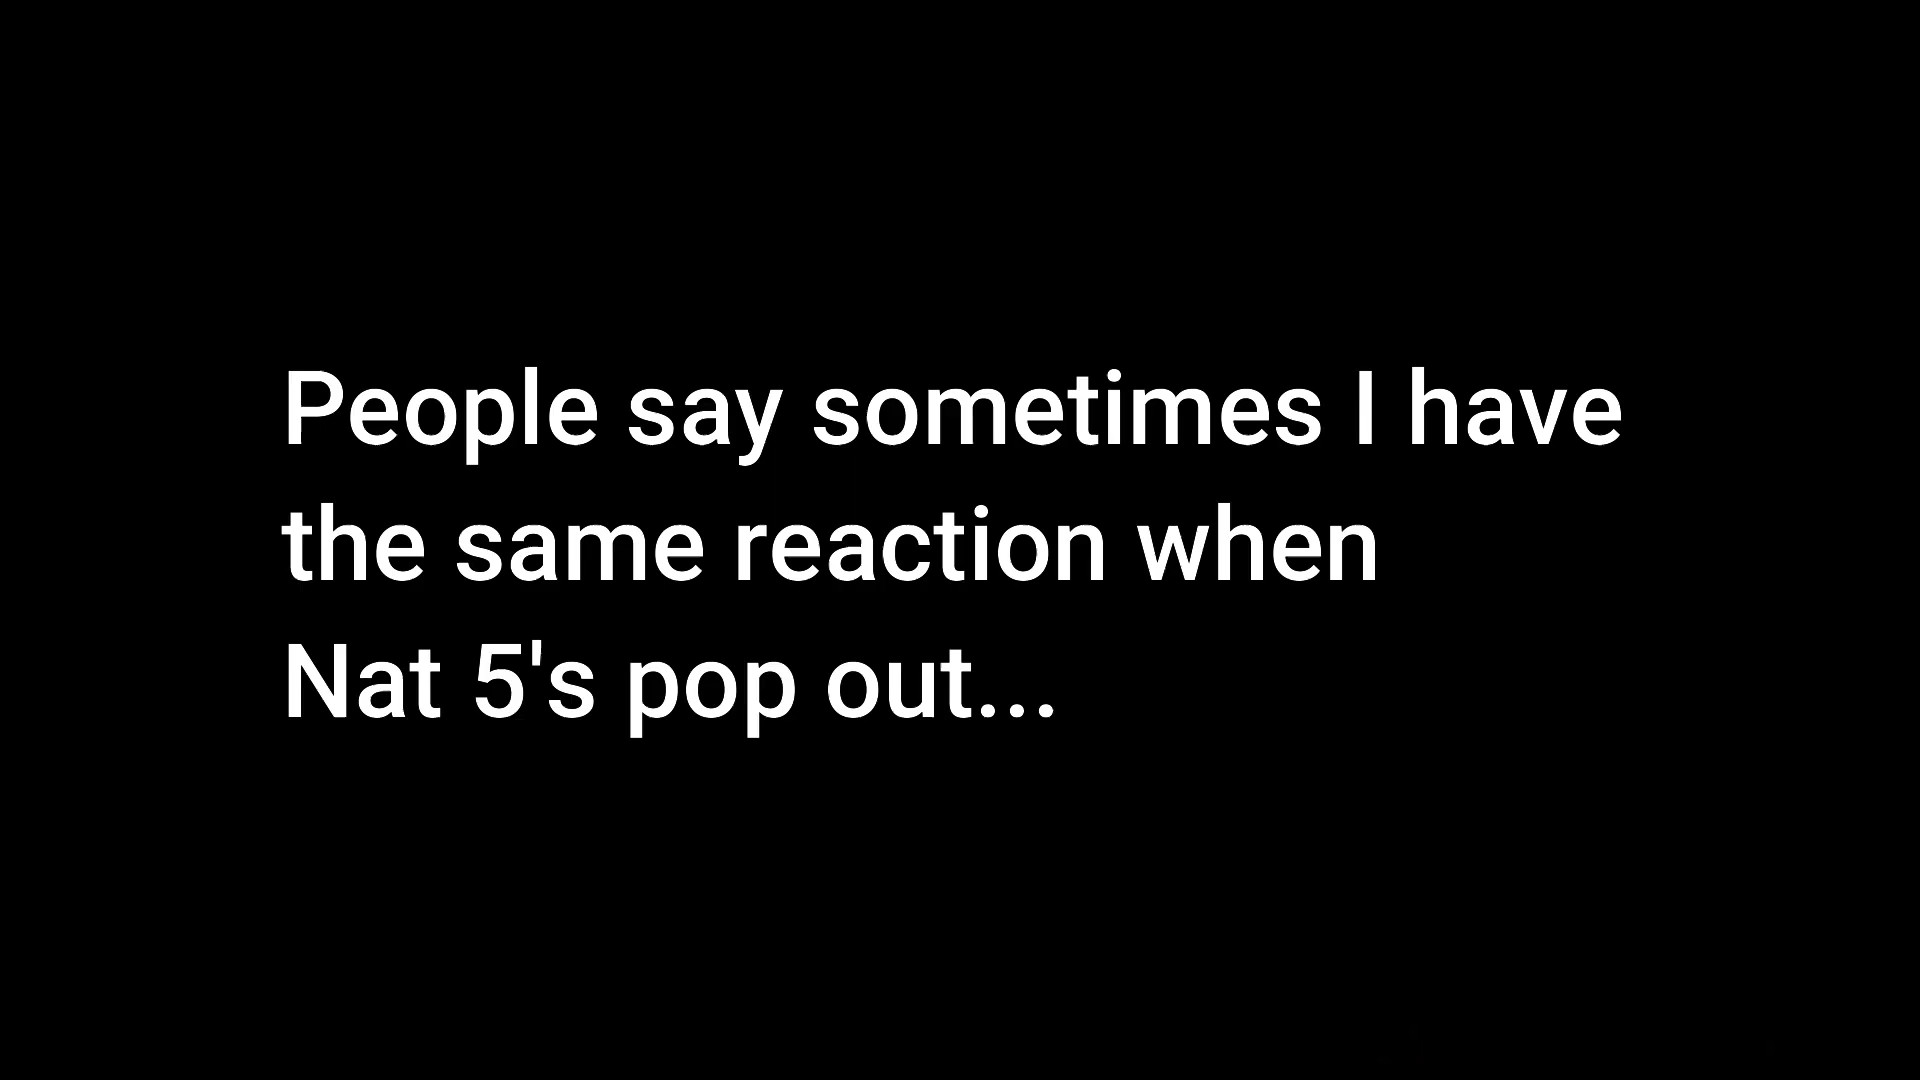 People say sometimes I have
the same reaction when
Nat 5's pop out...